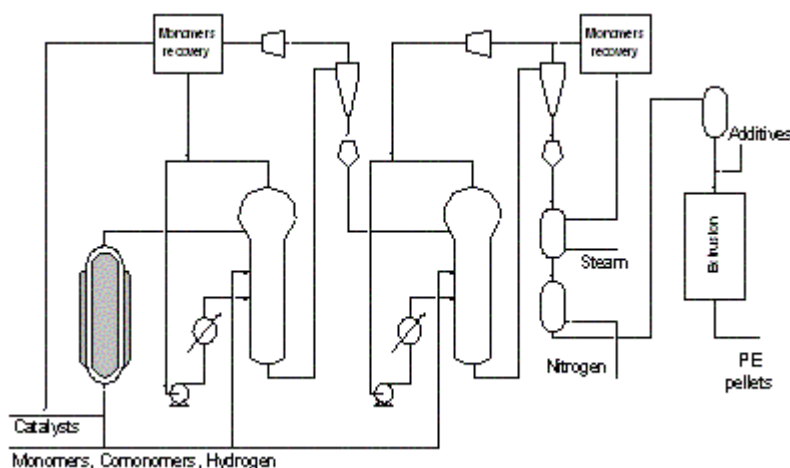 Monomers
recovery
Monomers
recovery
Additives
Extrusion
Steam
Nitrogen
PE
pellets
Catalysts
Monomers, Comonomers, Hydrogen